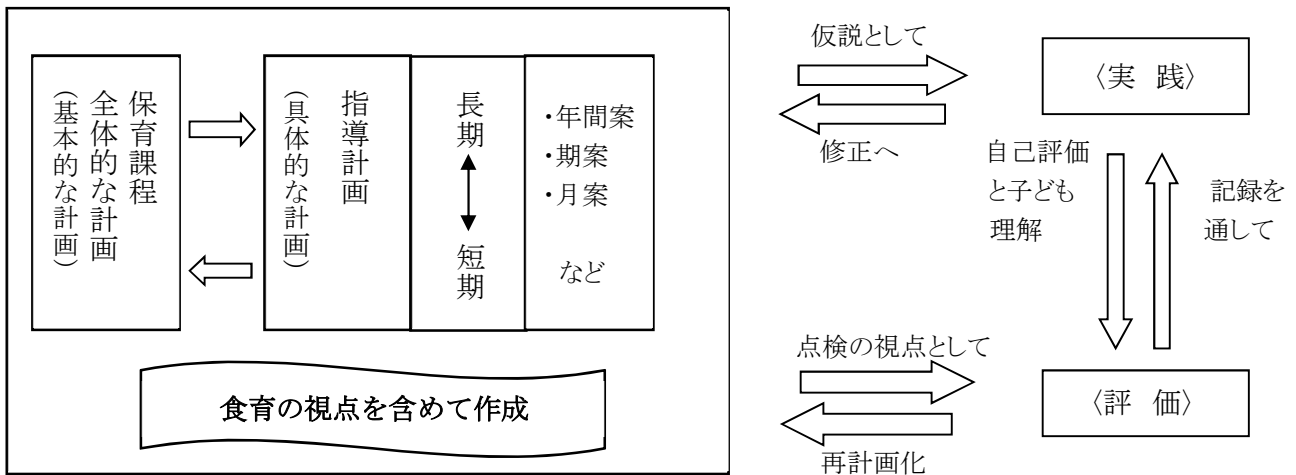 保育課程
全体的な計画
(基本的な計画)
指導計画
(具体的な計画)
長期
短期
・年間案
・期案
・月案
など
食育の視点を含めて作成
仮説として
修正へ
〈実 践〉
自己評価
と子ども
理解
記録を
通して
点検の視点として
再計画化
〈評 価〉